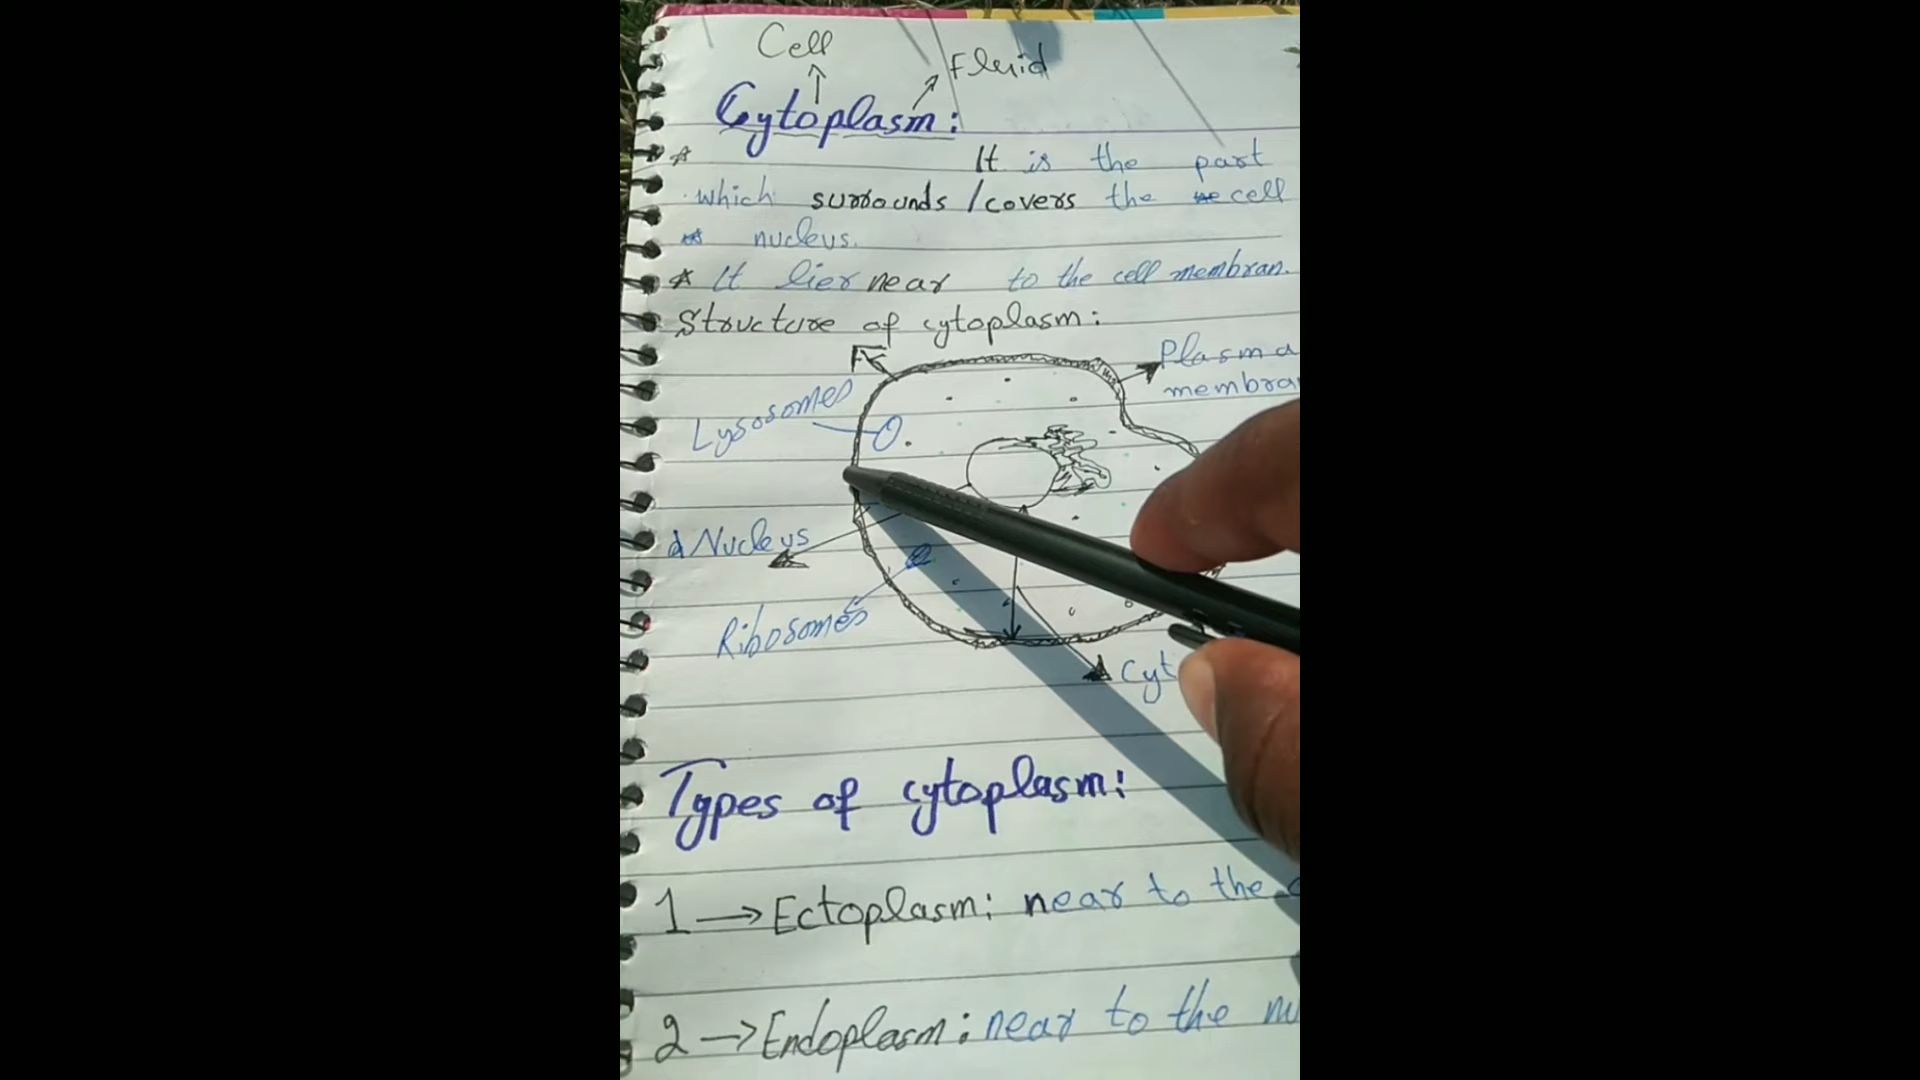 Cell
Fluid
Cytoplasm:
It is the part
which surrounds / covers the cell
nucleus.
It lies near to the cell membran.
Structure of cytoplasm:
Plasma
membra
Lysosomes
Nucleus
Ribosomes
Cyt
Types of cytoplasm:
1 → Ectoplasm: near to the
2 → Endoplasm: near to the